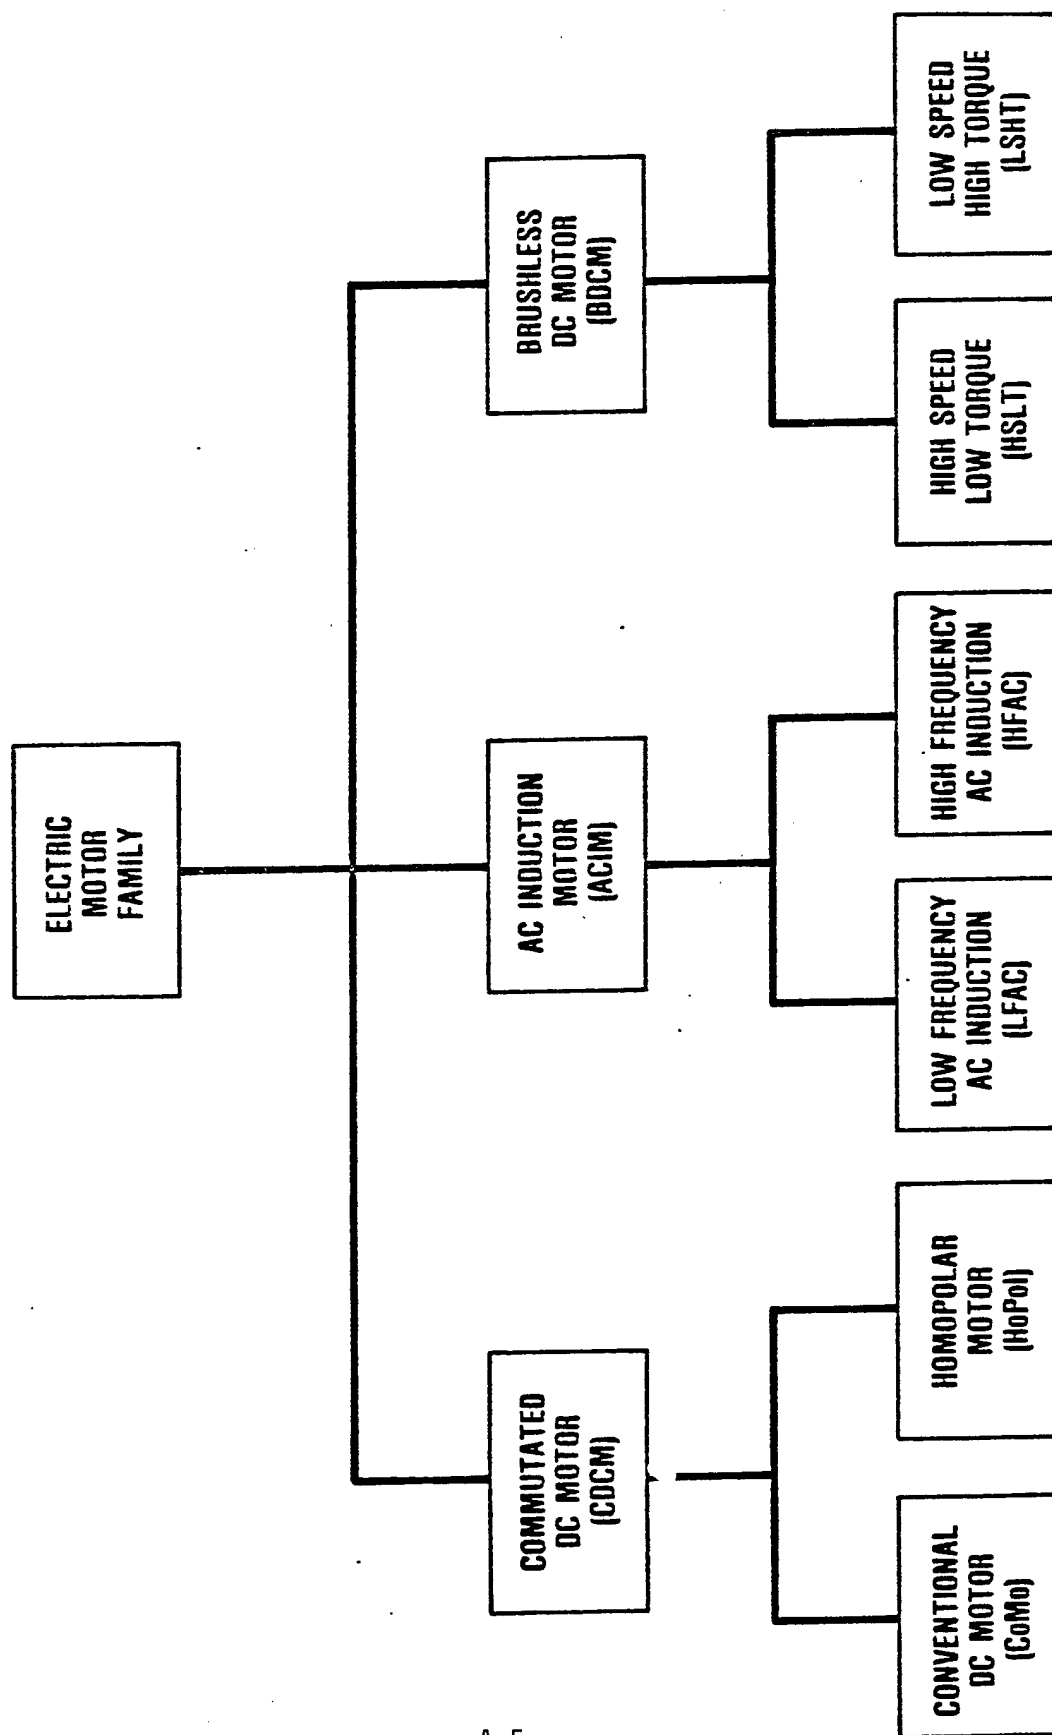 ELECTRIC
MOTOR
FAMILY
COMMUTATED
DC MOTOR
(CDCM)
AC INDUCTION
MOTOR
(ACIM)
BRUSHLESS
DC MOTOR
(BDCM)
CONVENTIONAL
DC MOTOR
(CoMo)
HOMOPOLAR
MOTOR
(HoPol)
LOW FREQUENCY
AC INDUCTION
(LFAC)
HIGH FREQUENCY
AC INDUCTION
(HFAC)
HIGH SPEED
LOW TORQUE
(HSLT)
LOW SPEED
HIGH TORQUE
(LSHT)